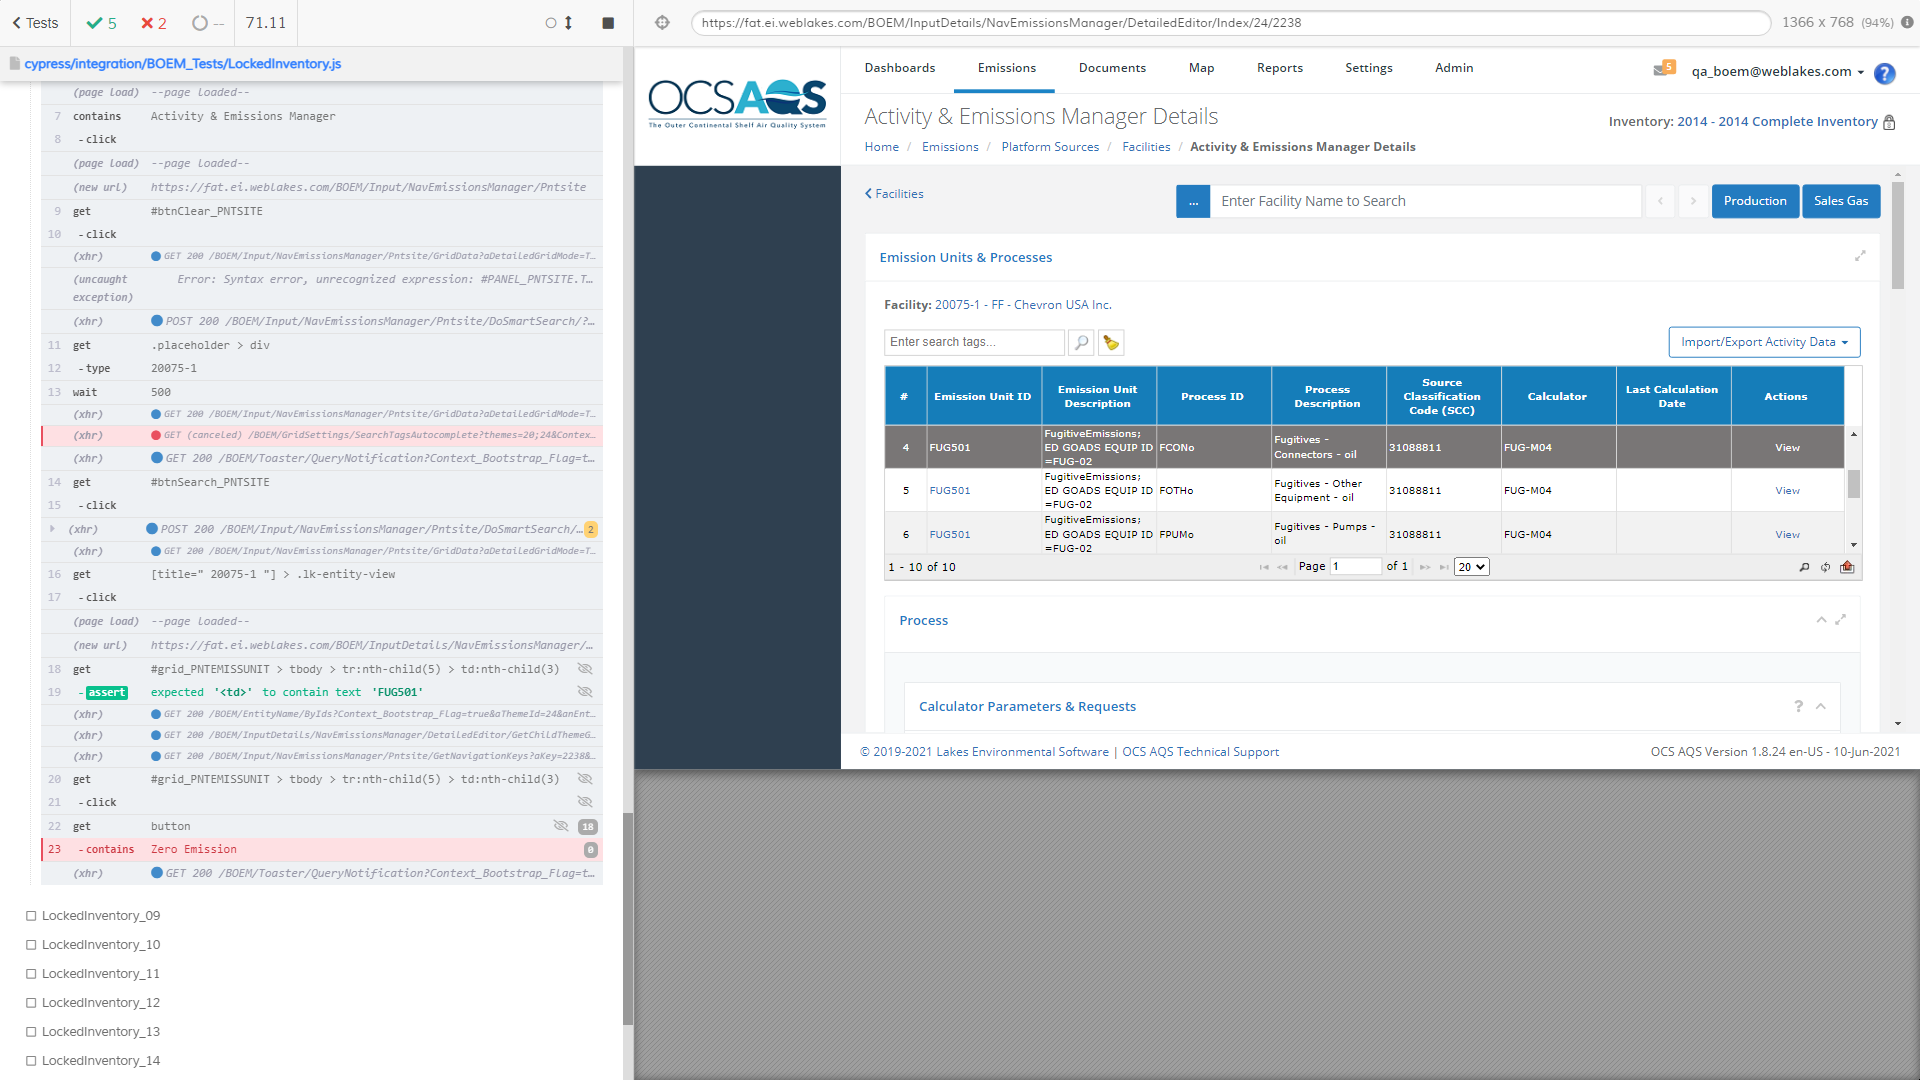 Tests
5
2
--
71.11
cypress/integration/BOEM_Tests/LockedInventory.js
(page load) --page loaded--
7 contains Activity & Emissions Manager
8 -click
(page load) --page loaded--
(new url) https://fat.ei.weblakes.com/BOEM/Input/NavEmissionsManager/Pntsite
9 get #btnClear_PNTSITE
10 -click
(xhr) GET 200 /BOEM/Input/NavEmissionsManager/Pntsite/GridData?aDetailedGridMode=T...
(uncaught exception) Error: Syntax error, unrecognized expression: #PANEL_PNTSITE.T...
(xhr) POST 200 /BOEM/Input/NavEmissionsManager/Pntsite/DoSmartSearch/?...
11 get .placeholder > div
12 -type 20075-1
13 wait 500
(xhr) GET 200 /BOEM/Input/NavEmissionsManager/Pntsite/GridData?aDetailedGridMode=T...
(xhr) GET (canceled) /BOEM/GridSettings/SearchTagsAutocomplete?themes=20;24&Contex...
(xhr) GET 200 /BOEM/Toaster/QueryNotification?Context_Bootstrap_Flag=t...
14 get #btnSearch_PNTSITE
15 -click
(xhr) POST 200 /BOEM/Input/NavEmissionsManager/Pntsite/DoSmartSearch/... 2
(xhr) GET 200 /BOEM/Input/NavEmissionsManager/Pntsite/GridData?aDetailedGridMode=T...
16 get [title=" 20075-1 "] > .lk-entity-view
17 -click
(page load) --page loaded--
(new url) https://fat.ei.weblakes.com/BOEM/InputDetails/NavEmissionsManager/...
18 get #grid_PNTEMISSUNIT > tbody > tr:nth-child(5) > td:nth-child(3)
19 -assert expected '<td>' to contain text 'FUG501'
(xhr) GET 200 /BOEM/EntityName/ByIds?Context_Bootstrap_Flag=true&aThemeId=24&anEnt...
(xhr) GET 200 /BOEM/InputDetails/NavEmissionsManager/DetailedEditor/GetChildThemeG...
(xhr) GET 200 /BOEM/Input/NavEmissionsManager/Pntsite/GetNavigationKeys?aKey=2238&...
20 get #grid_PNTEMISSUNIT > tbody > tr:nth-child(5) > td:nth-child(3)
21 -click
22 get button 18
23 -contains Zero Emission 0
(xhr) GET 200 /BOEM/Toaster/QueryNotification?Context_Bootstrap_Flag=t...
LockedInventory_09
LockedInventory_10
LockedInventory_11
LockedInventory_12
LockedInventory_13
LockedInventory_14
https://fat.ei.weblakes.com/BOEM/InputDetails/NavEmissionsManager/DetailedEditor/Index/24/2238
1366 x 768 (94%)
OCSAQS
The Outer Continental Shelf Air Quality System
Dashboards Emissions Documents Map Reports Settings Admin
5 qa_boem@weblakes.com ?
Activity & Emissions Manager Details
Inventory: 2014 - 2014 Complete Inventory
Home / Emissions / Platform Sources / Facilities / Activity & Emissions Manager Details
Facilities
... Enter Facility Name to Search
Production Sales Gas
Emission Units & Processes
Facility: 20075-1 - FF - Chevron USA Inc.
Enter search tags...
Import/Export Activity Data
# Emission Unit ID Emission Unit Description Process ID Process Description Source Classification Code (SCC) Calculator Last Calculation Date Actions
4 FUG501 FugitiveEmissions; ED GOADS EQUIP ID =FUG-02 FCONo Fugitives - Connectors - oil 31088811 FUG-M04 View
5 FUG501 FugitiveEmissions; ED GOADS EQUIP ID =FUG-02 FOTHo Fugitives - Other Equipment - oil 31088811 FUG-M04 View
6 FUG501 FugitiveEmissions; ED GOADS EQUIP ID =FUG-02 FPUMo Fugitives - Pumps - oil 31088811 FUG-M04 View
1 - 10 of 10
Page 1 of 1 20
Process
Calculator Parameters & Requests
?
© 2019-2021 Lakes Environmental Software | OCS AQS Technical Support
OCS AQS Version 1.8.24 en-US - 10-Jun-2021